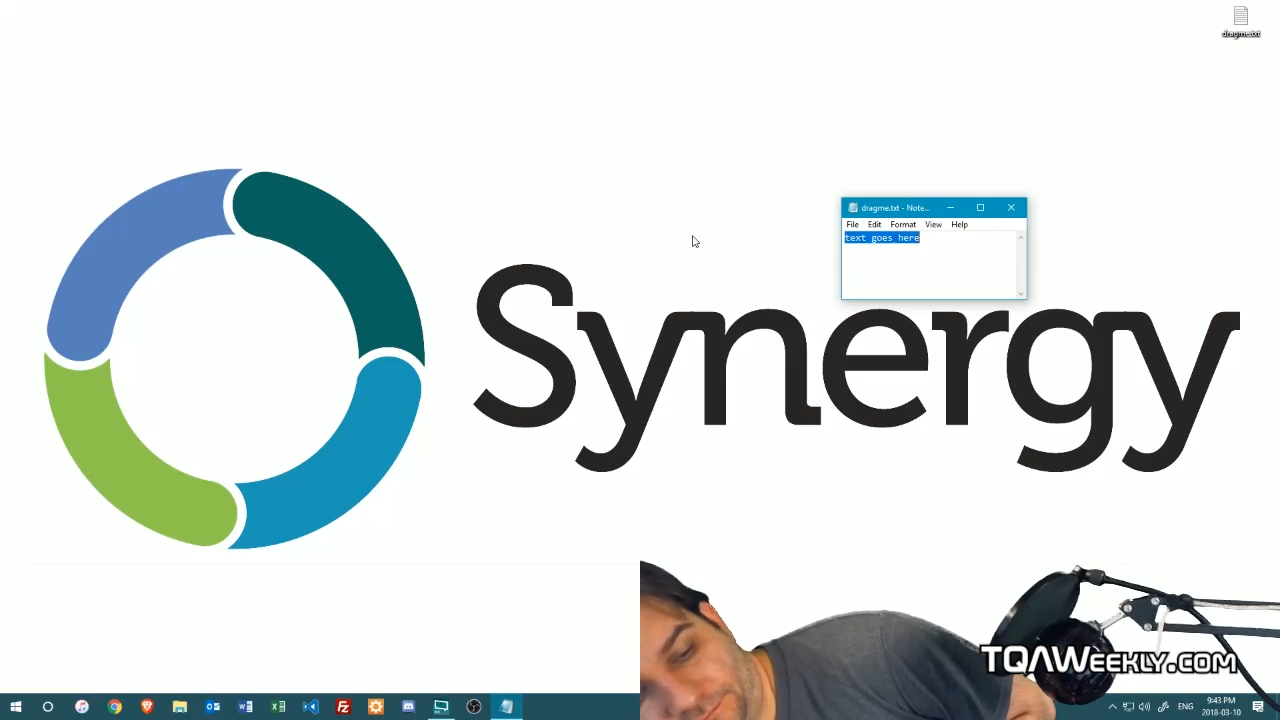 dragme.txt
dragme.txt - Note...
File Edit Format View Help
text goes here
Synergy
TQAWeekly.com
ENG
9:43 PM
2018-03-10